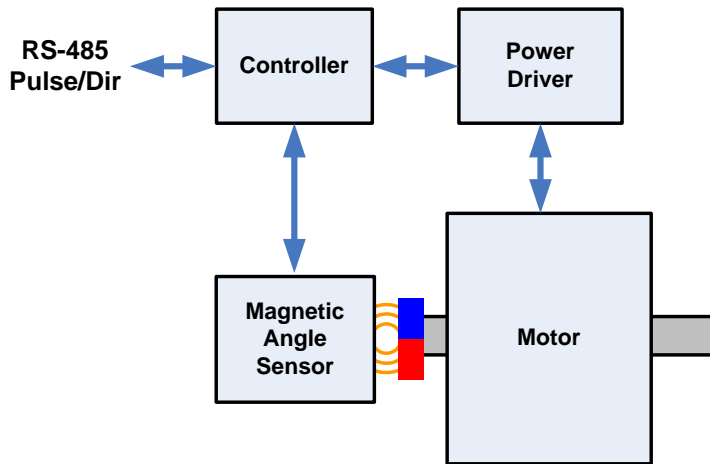 RS-485
Pulse/Dir
Controller
Power
Driver
Magnetic
Angle
Sensor
Motor